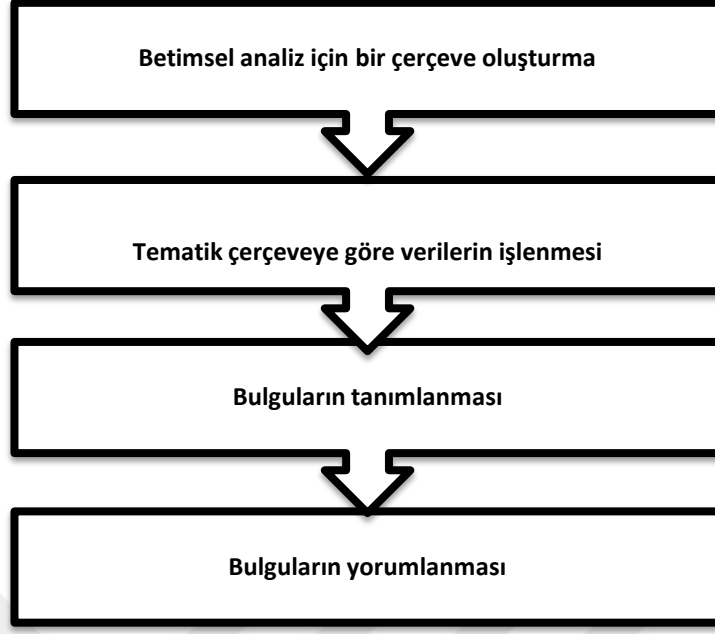 Betimsel analiz için bir çerçeve oluşturma
Tematik çerçeveye göre verilerin işlenmesi
Bulguların tanımlanması
Bulguların yorumlanması